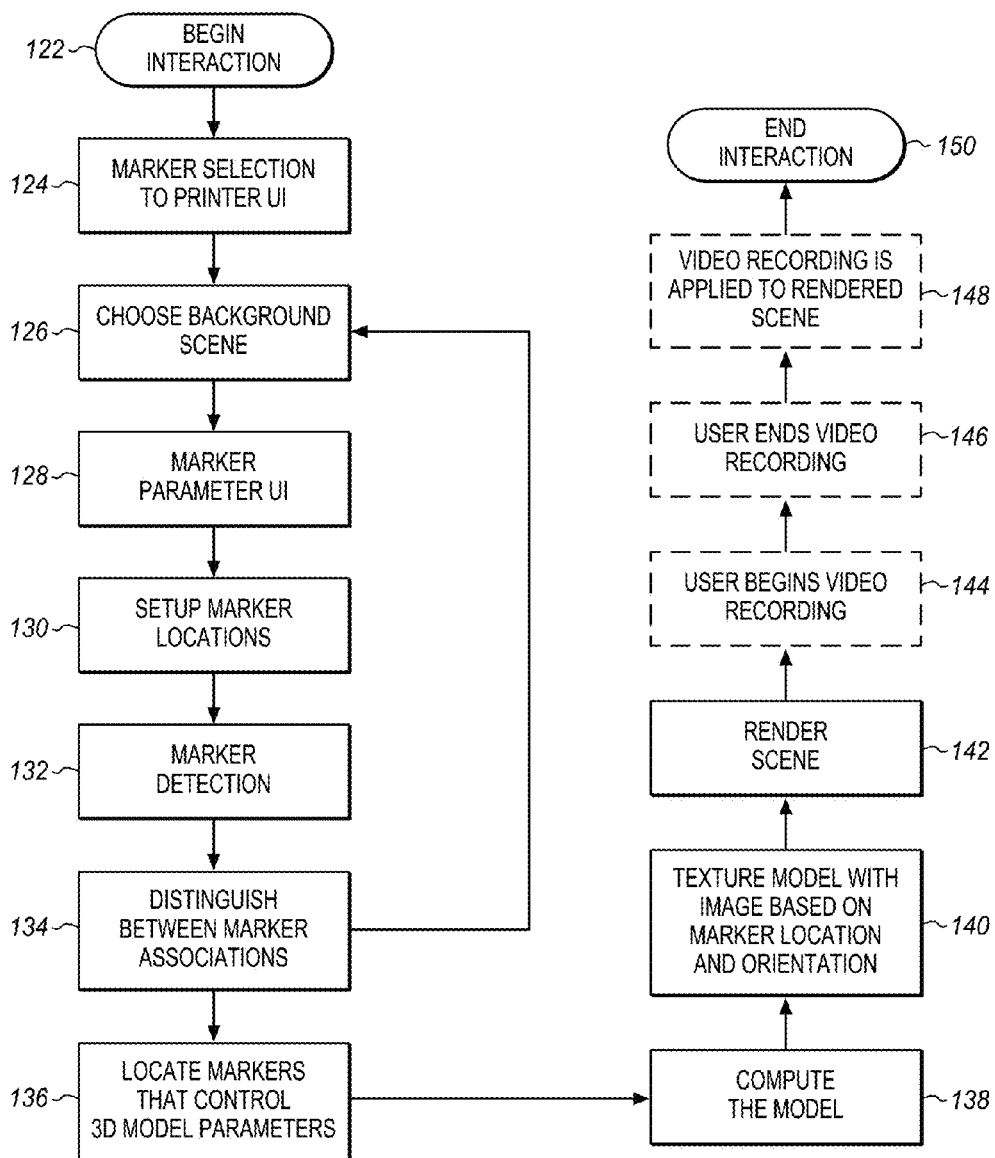 122
BEGIN
INTERACTION
124
MARKER SELECTION
TO PRINTER UI
126
CHOOSE BACKGROUND
SCENE
128
MARKER
PARAMETER UI
130
SETUP MARKER
LOCATIONS
132
MARKER
DETECTION
134
DISTINGUISH
BETWEEN MARKER
ASSOCIATIONS
136
LOCATE MARKERS
THAT CONTROL
3D MODEL PARAMETERS
COMPUTE
THE MODEL
138
TEXTURE MODEL WITH
IMAGE BASED ON
MARKER LOCATION
AND ORIENTATION
140
RENDER
SCENE
142
USER BEGINS VIDEO
RECORDING
144
USER ENDS VIDEO
RECORDING
146
VIDEO RECORDING IS
APPLIED TO RENDERED
SCENE
148
END
INTERACTION
150